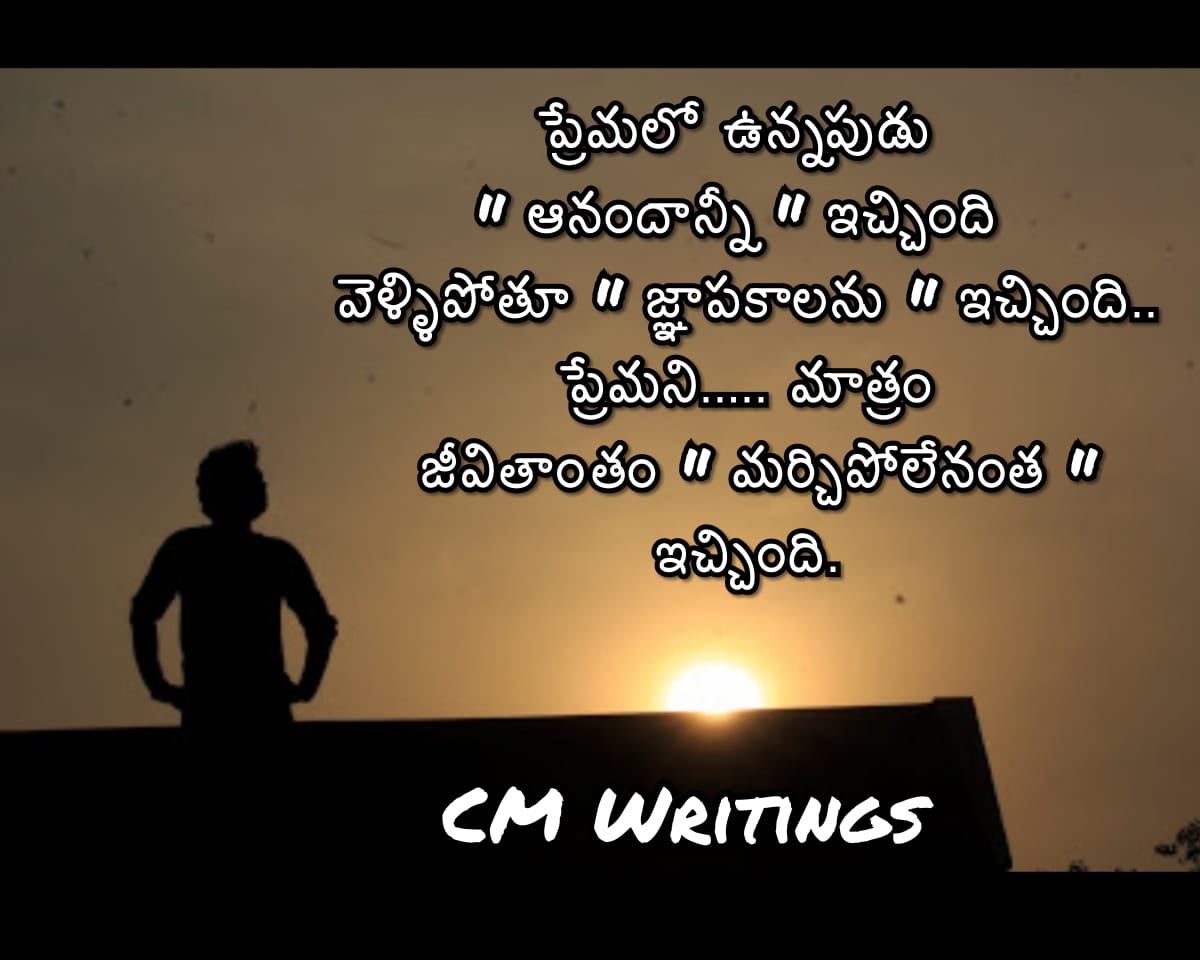 ప్రేమలో ఉన్నపుడు
" ఆనందాన్నీ " ఇచ్చింది
వెళ్ళిపోతూ " జ్ఞాపకాలను " ఇచ్చింది..
ప్రేమని..... మాత్రం
జీవితాంతం " మర్చిపోలేనంత "
ఇచ్చింది.
CM WRITINGS